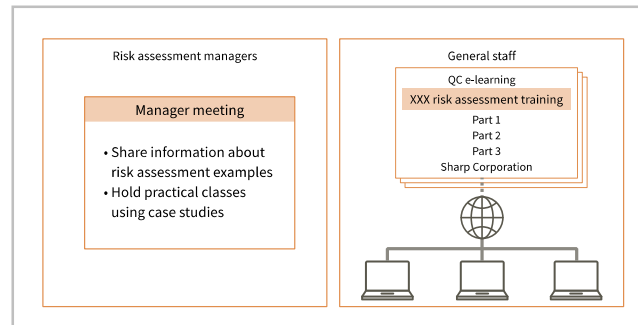 Risk assessment managers
Manager meeting
• Share information about
risk assessment examples
• Hold practical classes
using case studies
General staff
QC e-learning
XXX risk assessment training
Part 1
Part 2
Part 3
Sharp Corporation